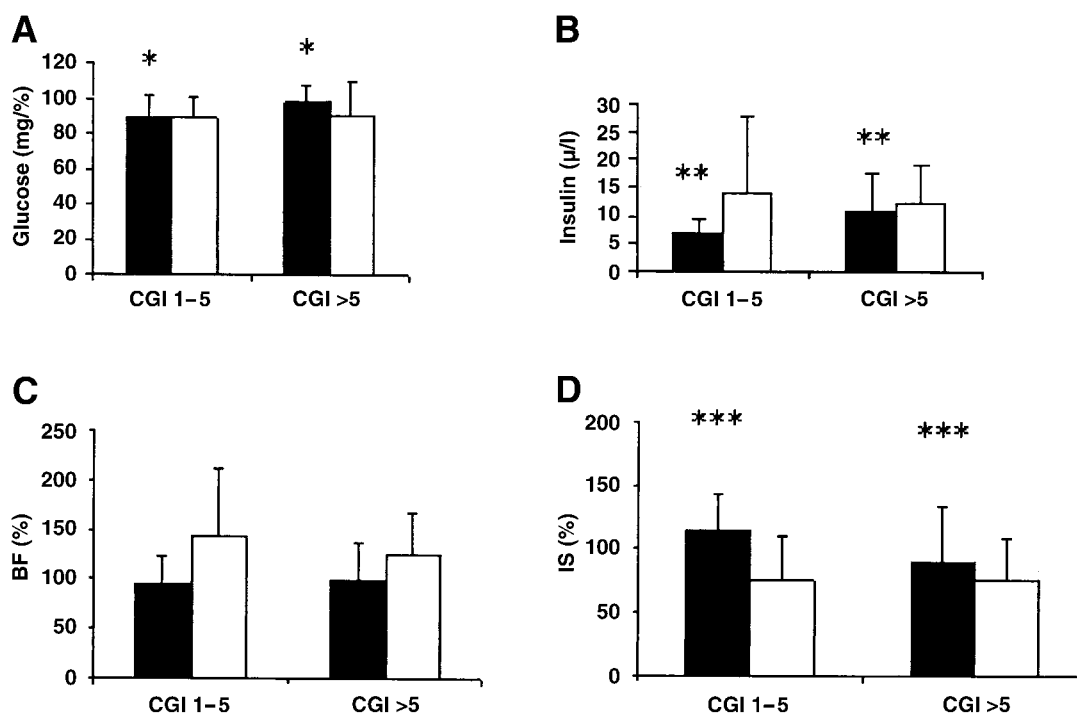 A
*
*
120
100
80
60
40
20
0
Glucose (mg/%)
CGI 1–5
CGI >5
B
30
25
20
15
10
5
0
Insulin (µ/l)
**
**
CGI 1–5
CGI >5
C
250
200
150
100
50
0
BF (%)
CGI 1–5
CGI >5
D
200
150
100
50
0
IS (%)
***
***
CGI 1–5
CGI >5